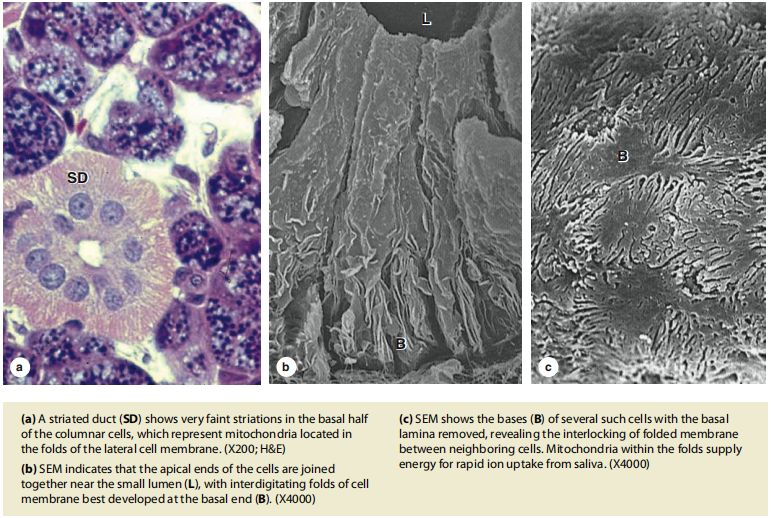 SD
a
L
B
b
B
c
(a) A striated duct (SD) shows very faint striations in the basal half
of the columnar cells, which represent mitochondria located in
the folds of the lateral cell membrane. (X200; H&E)
(b) SEM indicates that the apical ends of the cells are joined
together near the small lumen (L), with interdigitating folds of cell
membrane best developed at the basal end (B). (X4000)
(c) SEM shows the bases (B) of several such cells with the basal
lamina removed, revealing the interlocking of folded membrane
between neighboring cells. Mitochondria within the folds supply
energy for rapid ion uptake from saliva. (X4000)